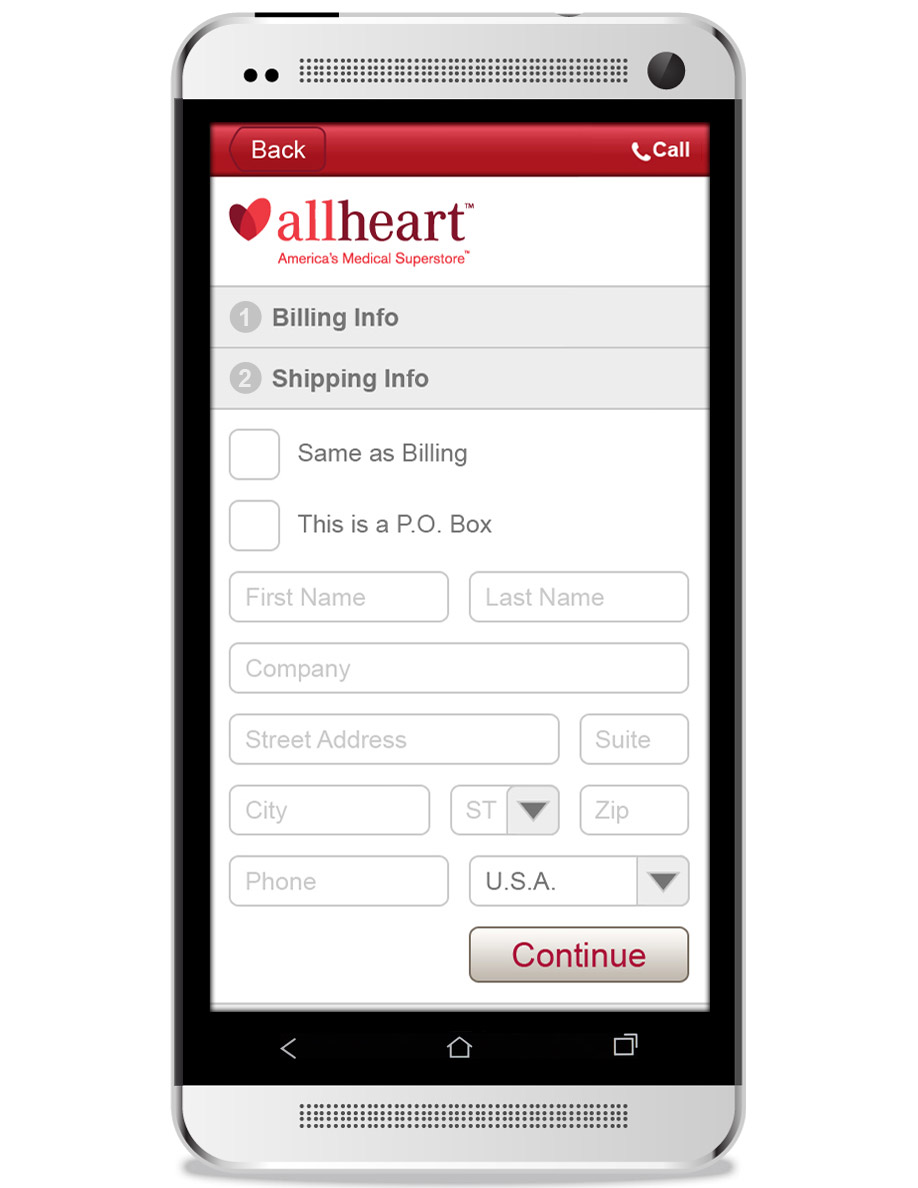 Back
Call
allheart™
America's Medical Superstore™
1 Billing Info
2 Shipping Info
Same as Billing
This is a P.O. Box
First Name Last Name
Company
Street Address Suite
City ST Zip
Phone U.S.A.
Continue